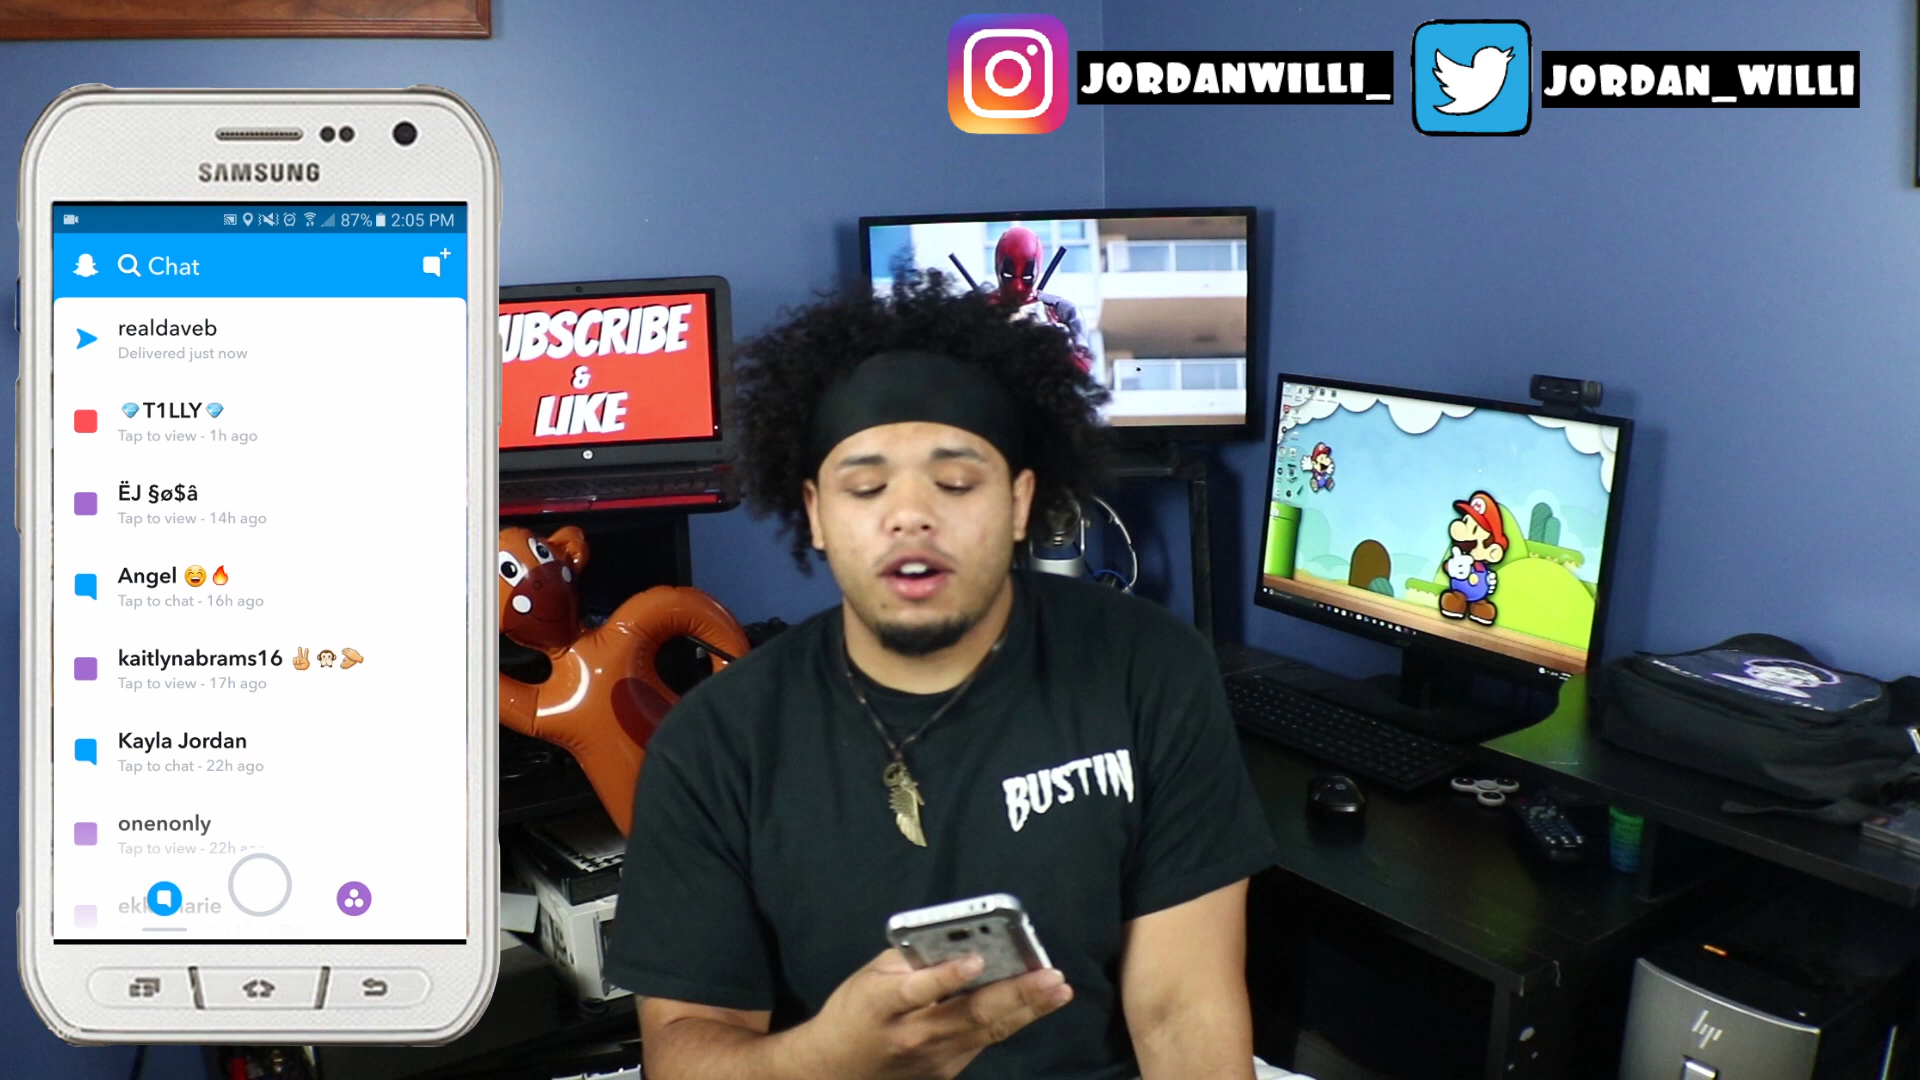 JORDANWILLI_
JORDAN_WILLI
SAMSUNG
87% 2:05 PM
Chat
realdaveb
Delivered just now
💎T1LLY💎
Tap to view - 1h ago
ËJ §ø$â
Tap to view - 14h ago
Angel 😄🔥
Tap to chat - 16h ago
kaitlynabrams16 ✌🏼🙊👏🏼
Tap to view - 17h ago
Kayla Jordan
Tap to chat - 22h ago
onenonly
Tap to view - 22h ago
UBSCRIBE
&
LIKE
BUSTIN
hp